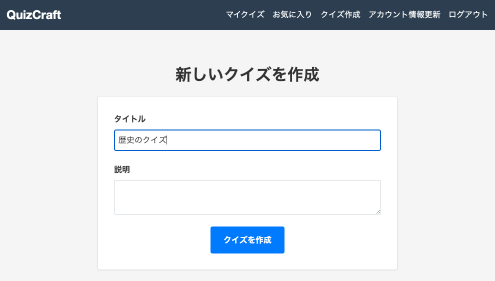 QuizCraft
マイクイズ お気に入り クイズ作成 アカウント情報更新 ログアウト
新しいクイズを作成
タイトル
歴史のクイズ
説明
クイズを作成